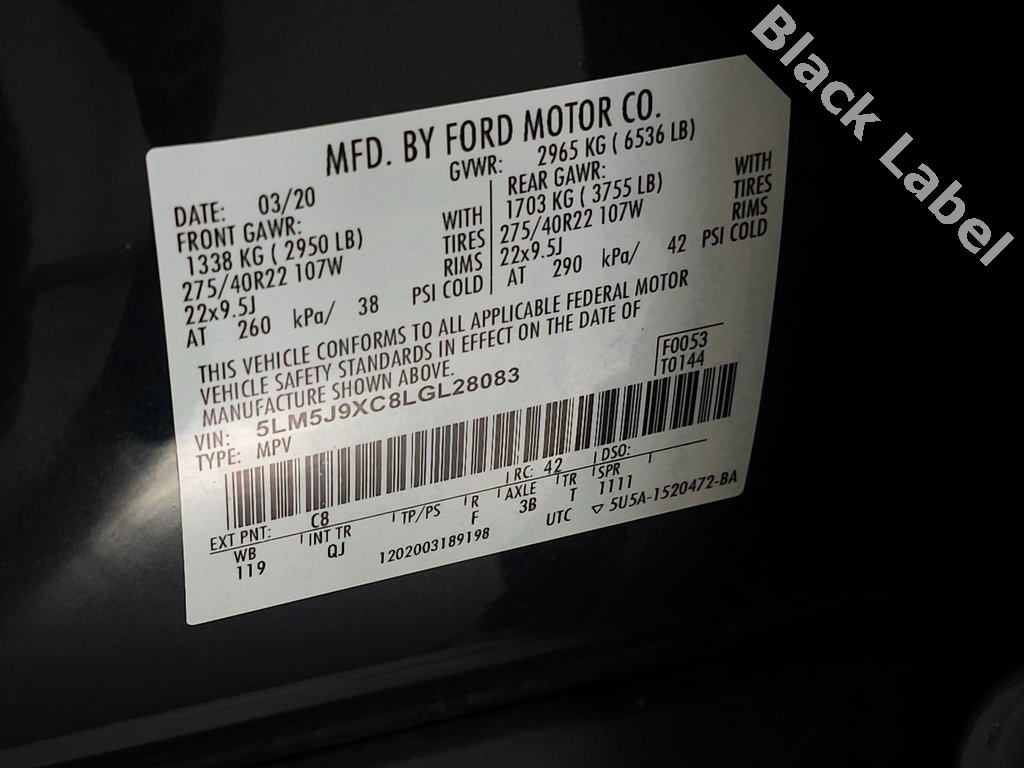 Black Label
MFD. BY FORD MOTOR CO.
DATE: 03/20 GVWR: 2965 KG ( 6536 LB)
FRONT GAWR: REAR GAWR:
1338 KG ( 2950 LB) WITH 1703 KG ( 3755 LB) WITH
275/40R22 107W TIRES 275/40R22 107W TIRES
22x9.5J RIMS 22x9.5J RIMS
AT 260 kPa/ 38 PSI COLD AT 290 kPa/ 42 PSI COLD
THIS VEHICLE CONFORMS TO ALL APPLICABLE FEDERAL MOTOR
VEHICLE SAFETY STANDARDS IN EFFECT ON THE DATE OF
MANUFACTURE SHOWN ABOVE.
F0053
VIN: 5LM5J9XC8LGL28083 T0144
TYPE: MPV
EXT PNT: C8 RC: 42 DSO:
WB INT TR TP/PS R AXLE TR SPR
119 QJ F 3B T 1111
1202003189198 UTC ▽ 5U5A-1520472-BA